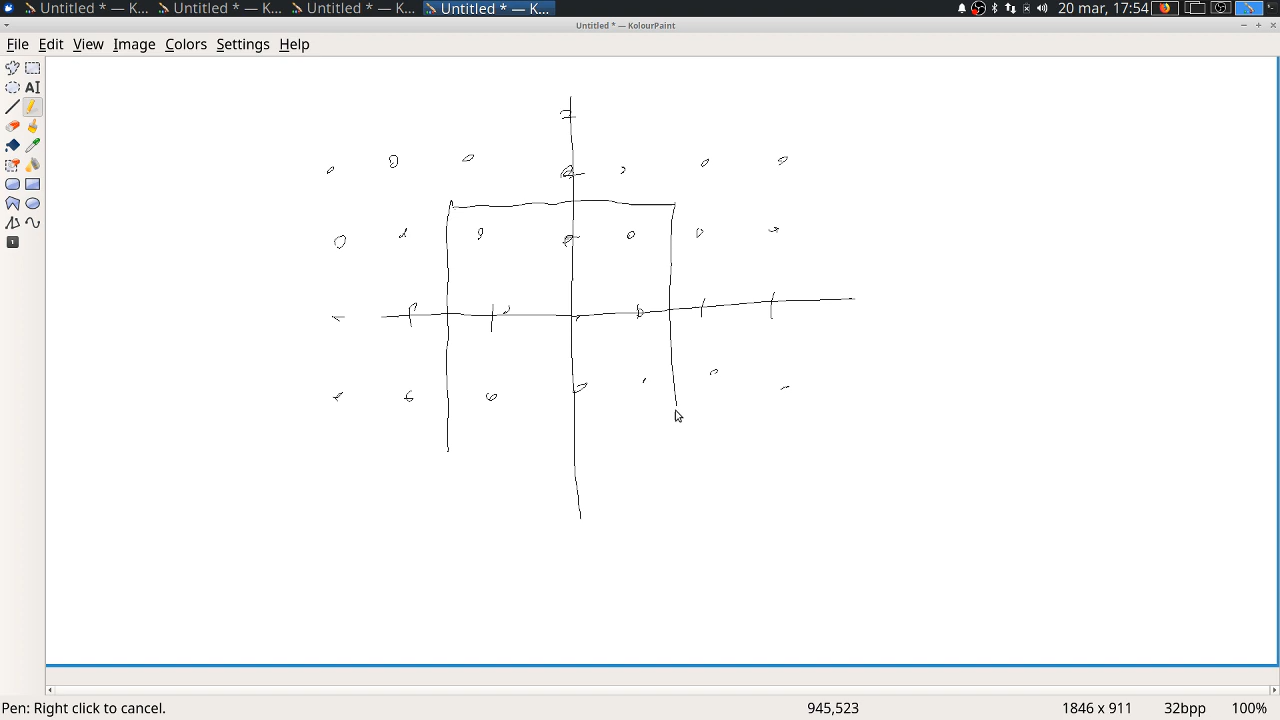 Untitled * — K... Untitled * — K... Untitled * — K... Untitled * — K... 20 mar, 17:54
Untitled * — KolourPaint
File Edit View Image Colors Settings Help
AI
Pen: Right click to cancel. 945,523 1846 x 911 32bpp 100%